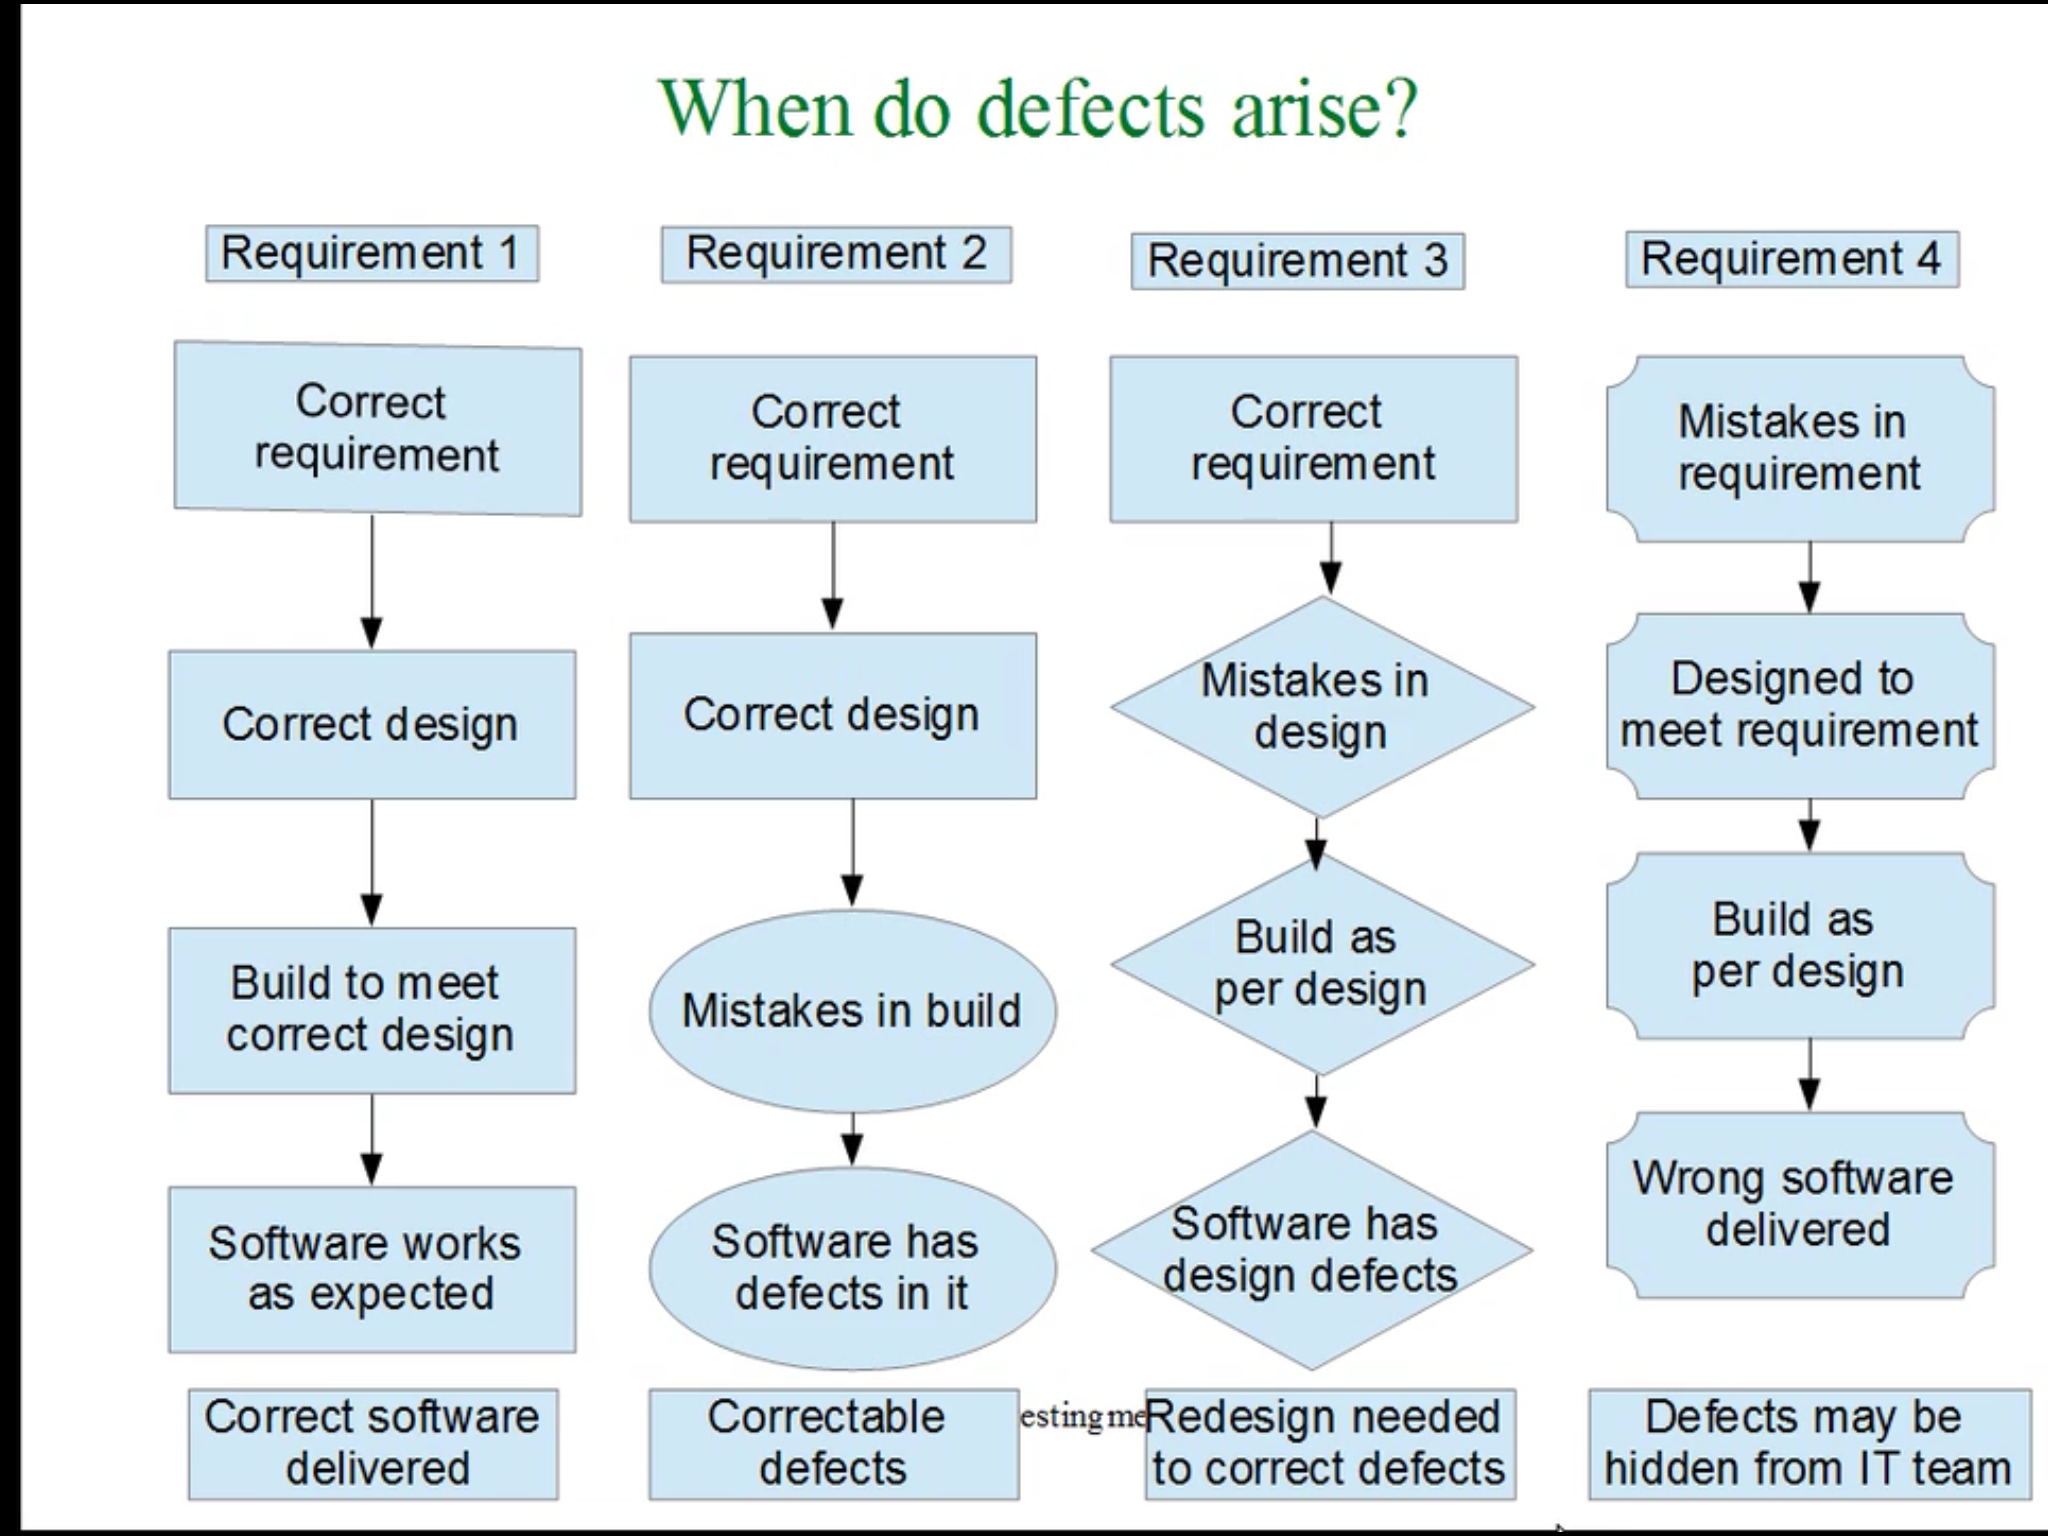 When do defects arise?
Requirement 1
Correct
requirement
Correct design
Build to meet
correct design
Software works
as expected
Correct software
delivered
Requirement 2
Correct
requirement
Correct design
Mistakes in build
Software has
defects in it
Correctable
defects
esting me
Requirement 3
Correct
requirement
Mistakes in
design
Build as
per design
Software has
design defects
Redesign needed
to correct defects
Requirement 4
Mistakes in
requirement
Designed to
meet requirement
Build as
per design
Wrong software
delivered
Defects may be
hidden from IT team